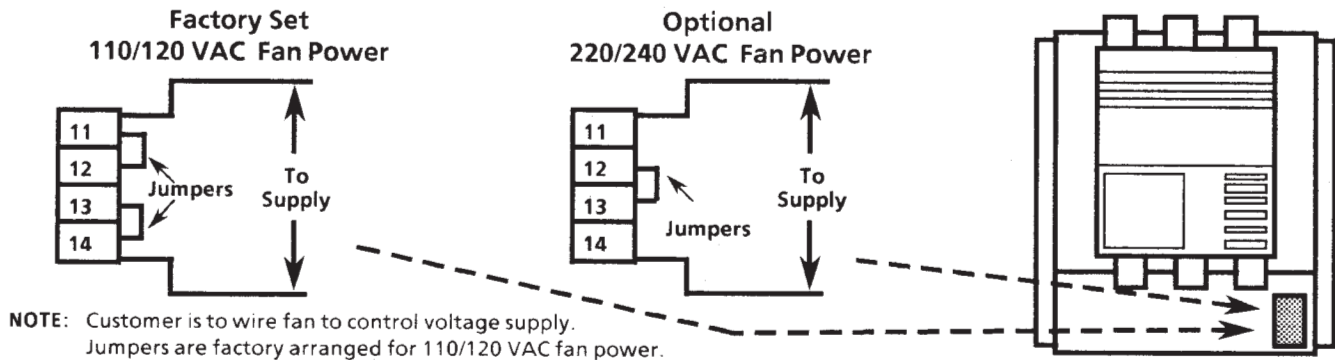 Factory Set
110/120 VAC Fan Power
11
12
13
14
Jumpers
To
Supply
Optional
220/240 VAC Fan Power
11
12
13
14
Jumpers
To
Supply
NOTE: Customer is to wire fan to control voltage supply.
Jumpers are factory arranged for 110/120 VAC fan power.